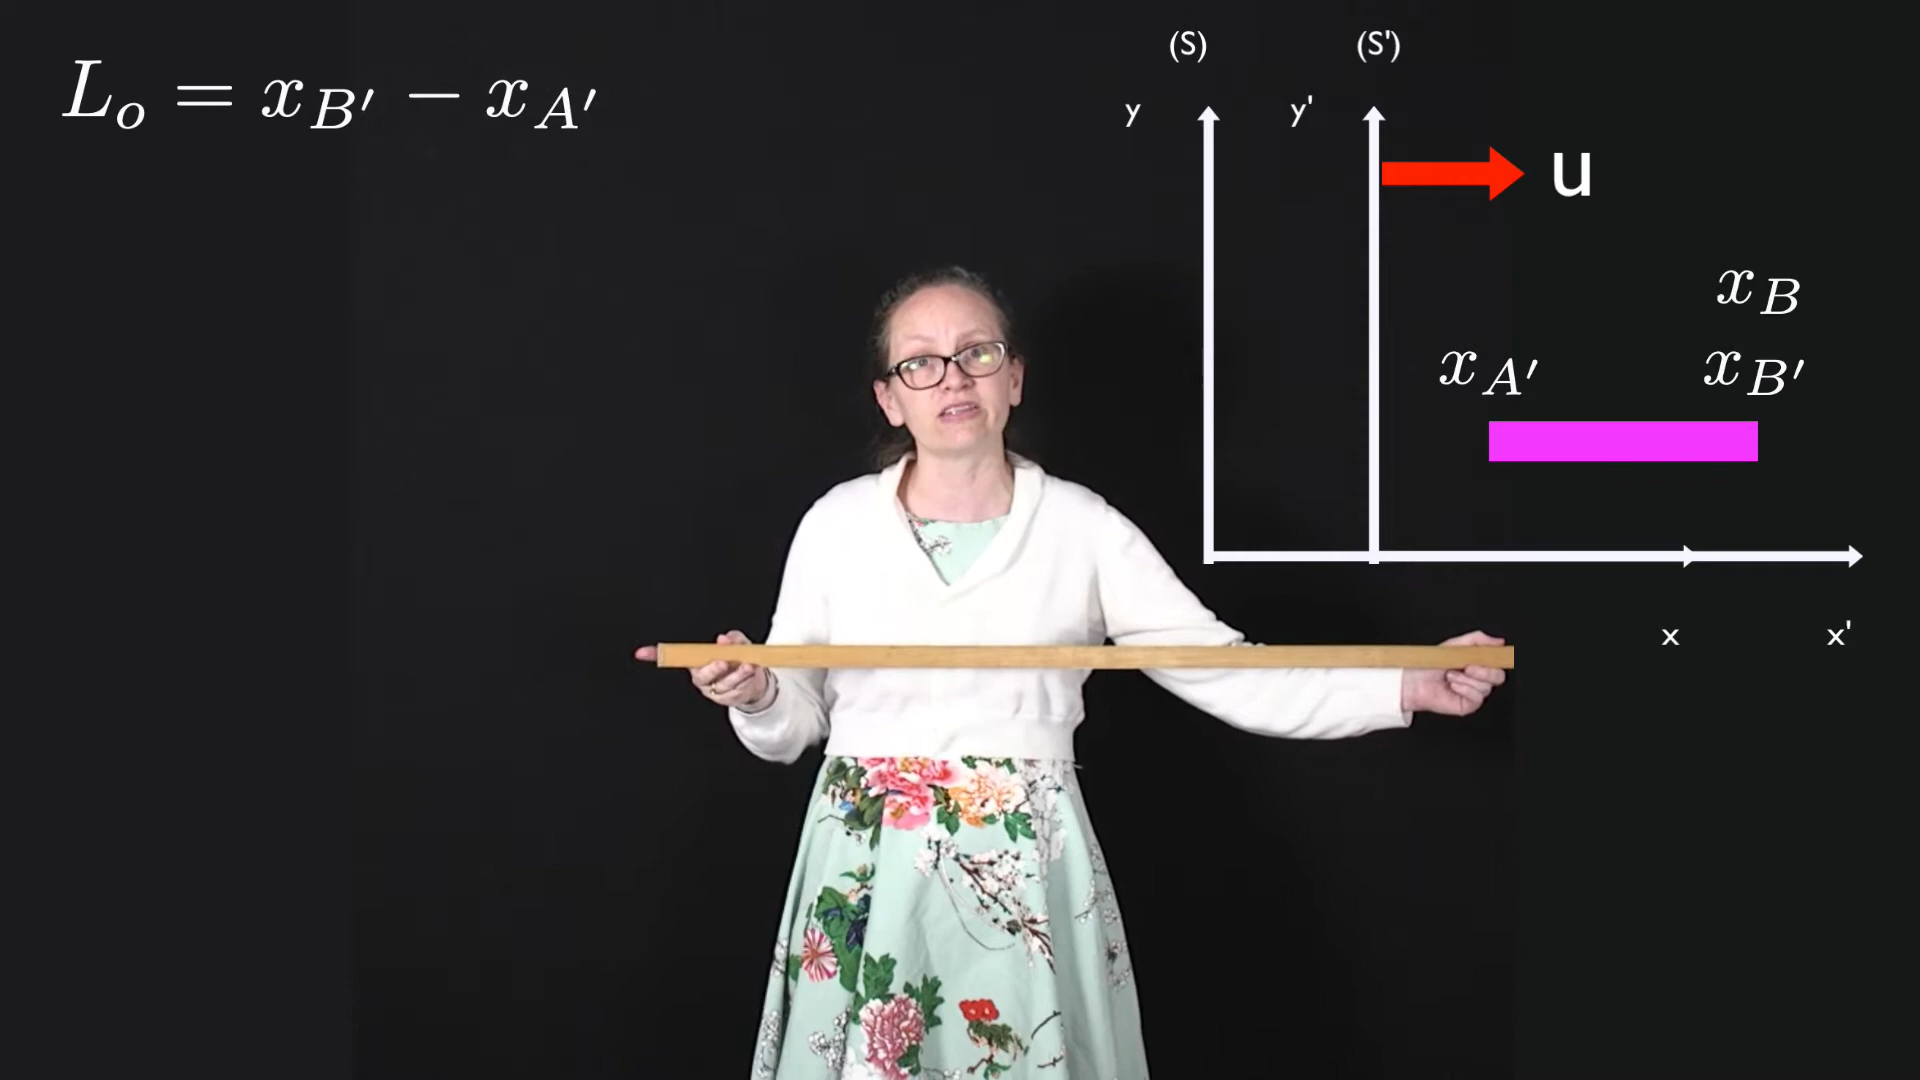 L_o = x_{B'} - x_{A'}
(S) (S')
y y'
u
x_B
x_{A'} x_{B'}
x x'